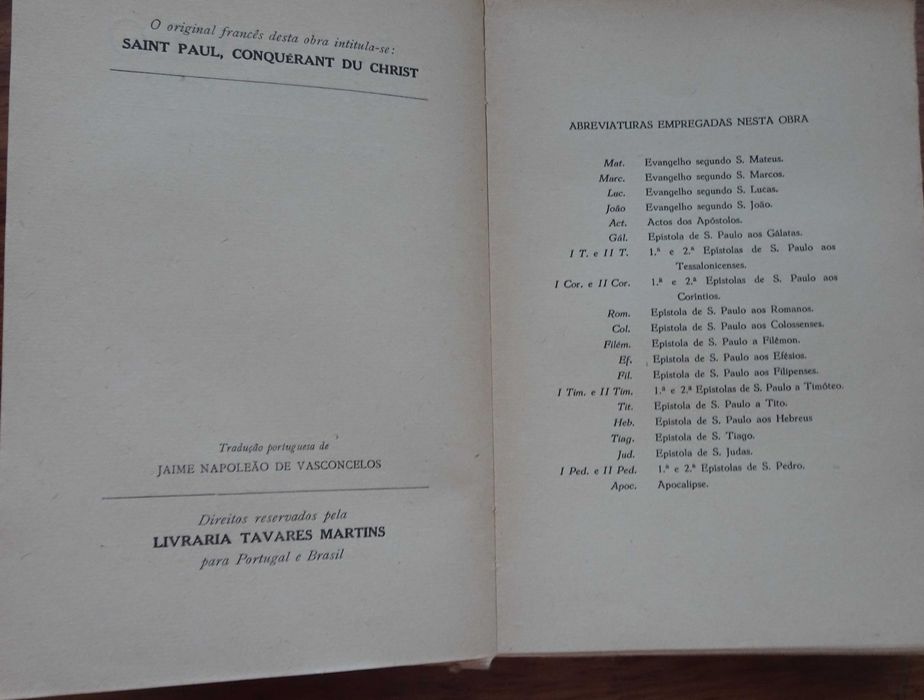 O original francês desta obra intitula-se:
SAINT PAUL, CONQUÉRANT DU CHRIST
Tradução portuguesa de
JAIME NAPOLEÃO DE VASCONCELOS
Direitos reservados pela
LIVRARIA TAVARES MARTINS
para Portugal e Brasil
ABREVIATURAS EMPREGADAS NESTA OBRA
Mat. Evangelho segundo S. Mateus.
Marc. Evangelho segundo S. Marcos.
Luc. Evangelho segundo S. Lucas.
João Evangelho segundo S. João.
Act. Actos dos Apóstolos.
Gál. Epístola de S. Paulo aos Gálatas.
I T. e II T. 1.ª e 2.ª Epístolas de S. Paulo aos
Tessalonicenses.
I Cor. e II Cor. 1.ª e 2.ª Epístolas de S. Paulo aos
Coríntios.
Rom. Epístola de S. Paulo aos Romanos.
Col. Epístola de S. Paulo aos Colossenses.
Filém. Epístola de S. Paulo a Filémon.
Ef. Epístola de S. Paulo aos Efésios.
Fil. Epístola de S. Paulo aos Filipenses.
I Tim. e II Tim. 1.ª e 2.ª Epístolas de S. Paulo a Timóteo.
Tit. Epístola de S. Paulo a Tito.
Heb. Epístola de S. Paulo aos Hebreus
Tiag. Epístola de S. Tiago.
Jud. Epístola de S. Judas.
I Ped. e II Ped. 1.ª e 2.ª Epístolas de S. Pedro.
Apoc. Apocalipse.